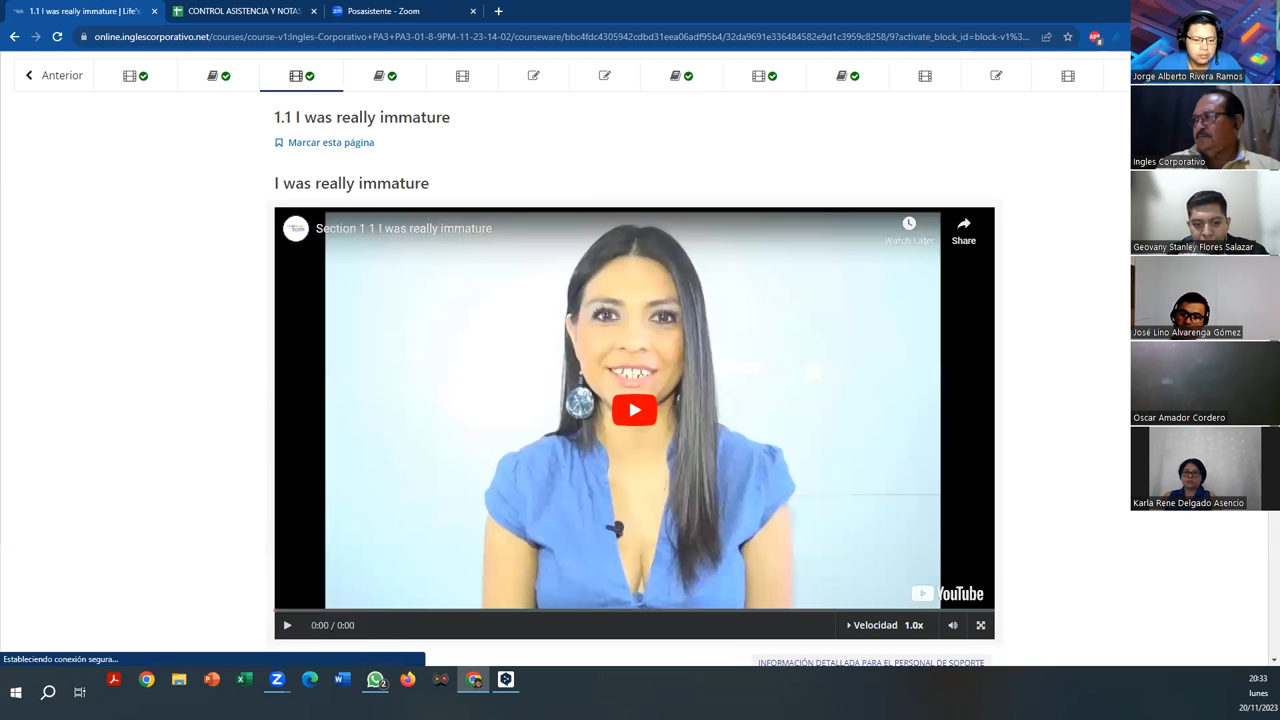 1.1 I was really immature | Life's
CONTROL ASISTENCIA Y NOTAS
Posasistente - Zoom
online.inglescorporativo.net/courses/course-v1:Ingles-Corporativo+PA3+PA3-01-8-9PM-11-23-14-02/courseware/bbc4fdc4305942cdbd31eea06adf95b4/32da9691e336484582e9d1c3959c8258/9?activate_block_id=block-v1%3...
Anterior
1.1 I was really immature
Marcar esta página
I was really immature
Section 1 1 I was really immature
Watch Later
Share
YouTube
0:00 / 0:00
Velocidad 1.0x
INFORMACIÓN DETALLADA PARA EL PERSONAL DE SOPORTE
Estableciendo conexión segura...
Jorge Alberto Rivera Ramos
Ingles Corporativo
Geovany Stanley Flores Salazar
José Lino Alvarenga Gómez
Oscar Amador Cordero
Karla Rene Delgado Asencio
2
20:33
lunes
20/11/2023